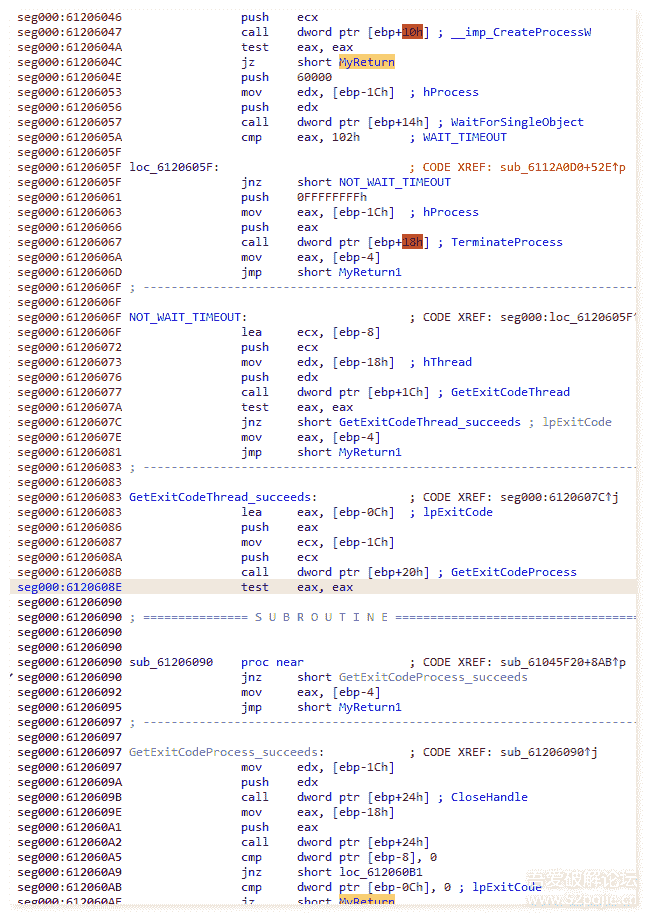 seg000:61206046 push ecx
seg000:61206047 call dword ptr [ebp+10h] ; __imp_CreateProcessW
seg000:6120604A test eax, eax
seg000:6120604C jz short MyReturn
seg000:6120604E push 60000
seg000:61206053 mov edx, [ebp-1Ch] ; hProcess
seg000:61206056 push edx
seg000:61206057 call dword ptr [ebp+14h] ; WaitForSingleObject
seg000:6120605A cmp eax, 102h ; WAIT_TIMEOUT
seg000:6120605F
seg000:6120605F loc_6120605F: ; CODE XREF: sub_6112A0D0+52E↑p
seg000:6120605F jnz short NOT_WAIT_TIMEOUT
seg000:61206061 push 0FFFFFFFFh
seg000:61206063 mov eax, [ebp-1Ch] ; hProcess
seg000:61206066 push eax
seg000:61206067 call dword ptr [ebp+18h] ; TerminateProcess
seg000:6120606A mov eax, [ebp-4]
seg000:6120606D jmp short MyReturn1
seg000:6120606F ; ---------------------------------------------------------------------------
seg000:6120606F
seg000:6120606F NOT_WAIT_TIMEOUT: ; CODE XREF: seg000:loc_6120605F↑
seg000:6120606F lea ecx, [ebp-8]
seg000:61206072 push ecx
seg000:61206073 mov edx, [ebp-18h] ; hThread
seg000:61206076 push edx
seg000:61206077 call dword ptr [ebp+1Ch] ; GetExitCodeThread
seg000:6120607A test eax, eax
seg000:6120607C jnz short GetExitCodeThread_succeeds ; lpExitCode
seg000:6120607E mov eax, [ebp-4]
seg000:61206081 jmp short MyReturn1
seg000:61206083 ; ---------------------------------------------------------------------------
seg000:61206083
seg000:61206083 GetExitCodeThread_succeeds: ; CODE XREF: seg000:6120607C↑j
seg000:61206083 lea eax, [ebp-0Ch] ; lpExitCode
seg000:61206086 push eax
seg000:61206087 mov ecx, [ebp-1Ch]
seg000:6120608A push ecx
seg000:6120608B call dword ptr [ebp+20h] ; GetExitCodeProcess
seg000:6120608E test eax, eax
seg000:61206090
seg000:61206090 ; =============== S U B R O U T I N E ===================================
seg000:61206090
seg000:61206090
seg000:61206090 sub_61206090 proc near ; CODE XREF: sub_61045F20+8AB↑p
seg000:61206090 jnz short GetExitCodeProcess_succeeds
seg000:61206092 mov eax, [ebp-4]
seg000:61206095 jmp short MyReturn1
seg000:61206097 ; ---------------------------------------------------------------------------
seg000:61206097
seg000:61206097 GetExitCodeProcess_succeeds: ; CODE XREF: sub_61206090↑j
seg000:61206097 mov edx, [ebp-1Ch]
seg000:6120609A push edx
seg000:6120609B call dword ptr [ebp+24h] ; CloseHandle
seg000:6120609E mov eax, [ebp-18h]
seg000:612060A1 push eax
seg000:612060A2 call dword ptr [ebp+24h]
seg000:612060A5 cmp dword ptr [ebp-8], 0
seg000:612060A9 jnz short loc_612060B1
seg000:612060AB cmp dword ptr [ebp-0Ch], 0 ; lpExitCode
seg000:612060AF jz short MyReturn
吾爱破解论坛
www.52pojie.cn